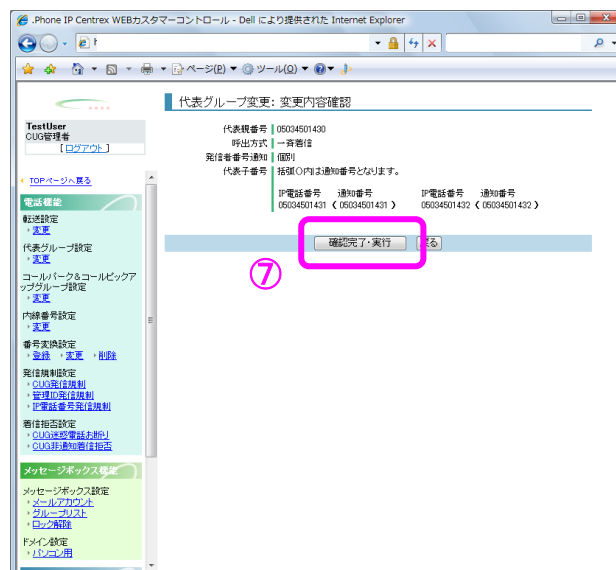 .Phone IP Centrex WEBカスタマーコントロール - Dell により提供された Internet Explorer
ページ(P) ツール(O)
代表グループ変更: 変更内容確認
TestUser
CUG管理者
[ログアウト]
代表親番号 05034501430
呼出方式 一斉着信
発信者番号通知 個別
代表子番号 括弧()内は通知番号となります。
IP電話番号 通知番号 IP電話番号 通知番号
05034501431 ( 05034501431 ) 05034501432 ( 05034501432 )
確認完了・実行 戻る
⑦
TOPページへ戻る
電話機能
転送設定
変更
代表グループ設定
変更
コールパーク&コールピックア
ップグループ設定
変更
内線番号設定
変更
番号変換設定
登録 変更 削除
発信規制設定
CUG発信規制
管理ID発信規制
IP電話番号発信規制
着信拒否設定
CUG迷惑電話お断り
CUG非通知着信拒否
メッセージボックス機能
メッセージボックス設定
メールアカウント
グループリスト
ロック解除
ドメイン設定
パソコン用